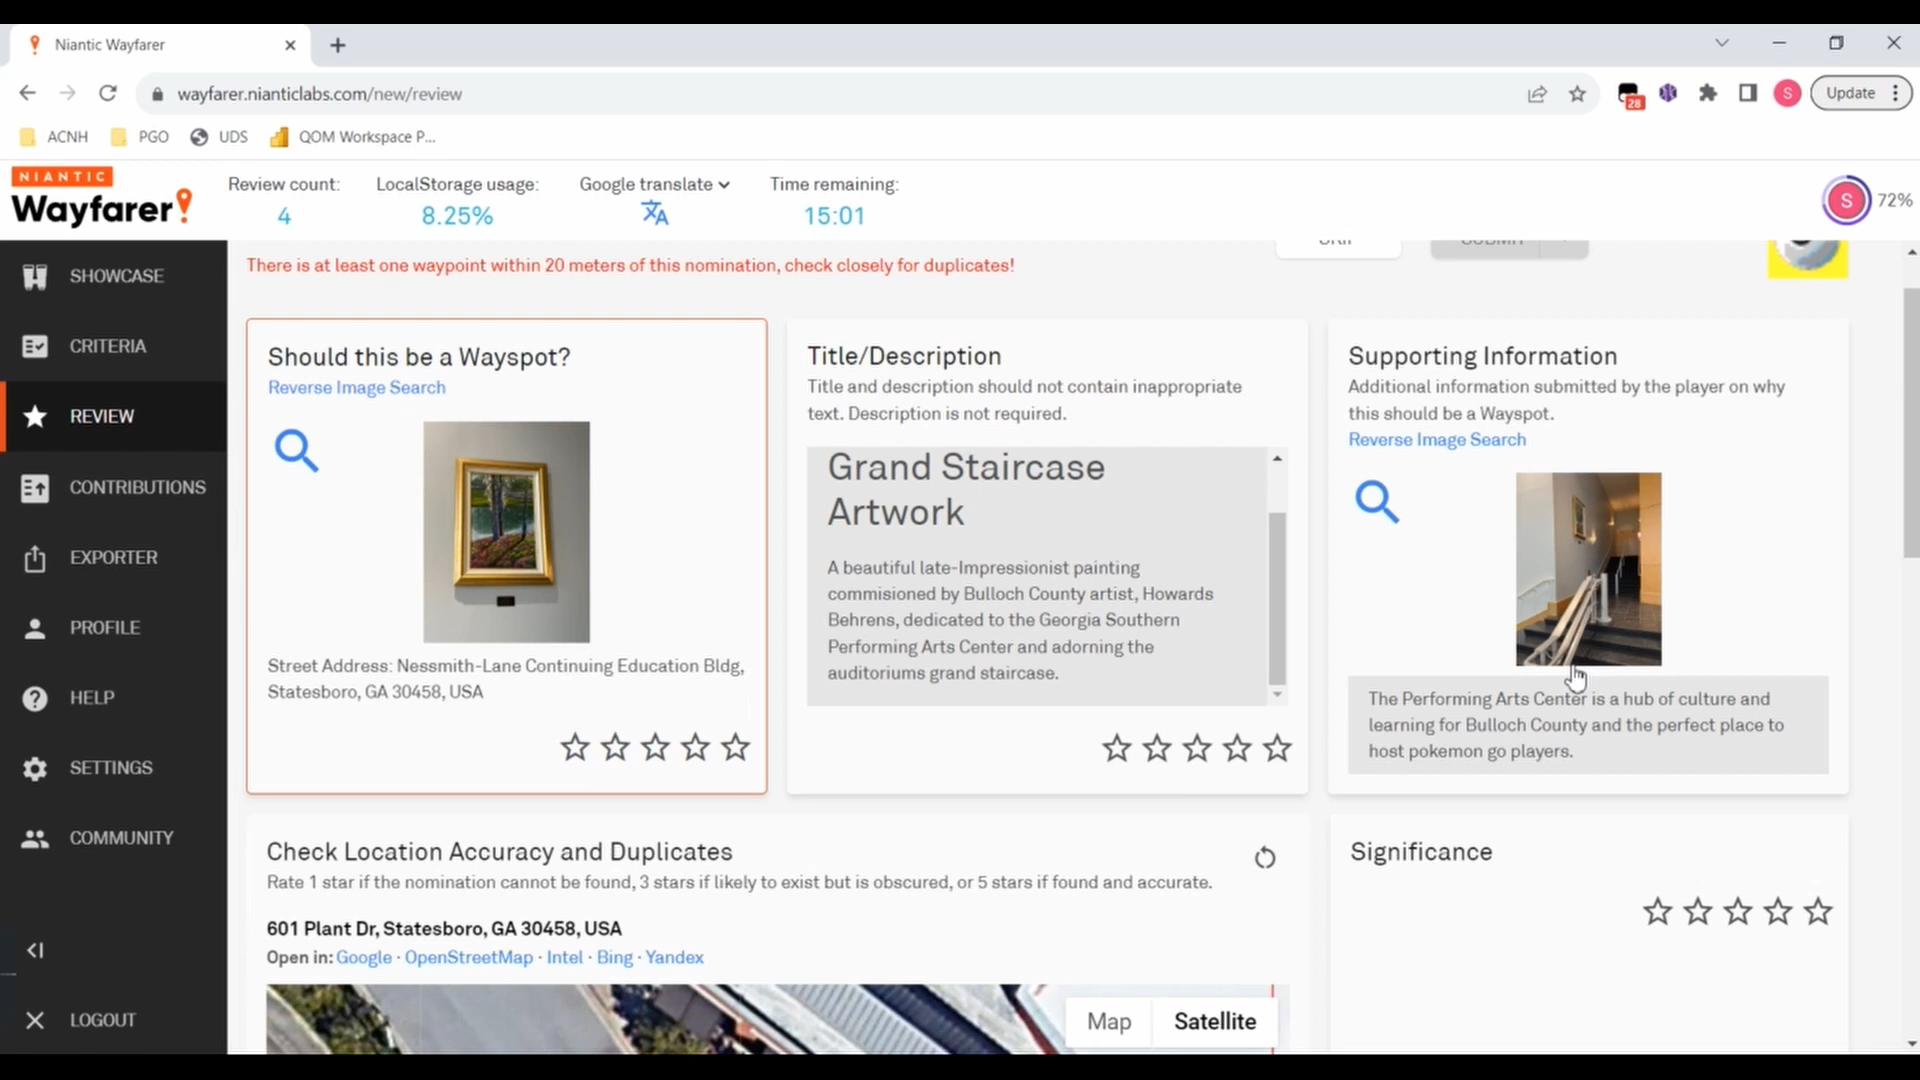 Niantic Wayfarer
wayfarer.nianticlabs.com/new/review
28
S
Update
ACNH
PGO
UDS
QOM Workspace P...
NIANTIC
Wayfarer
Review count:
4
LocalStorage usage:
8.25%
Google translate
Time remaining:
15:01
S
72%
SHOWCASE
CRITERIA
REVIEW
CONTRIBUTIONS
EXPORTER
PROFILE
HELP
SETTINGS
COMMUNITY
LOGOUT
There is at least one waypoint within 20 meters of this nomination, check closely for duplicates!
SKIP
SUBMIT
Should this be a Wayspot?
Reverse Image Search
Street Address: Nessmith-Lane Continuing Education Bldg,
Statesboro, GA 30458, USA
Title/Description
Title and description should not contain inappropriate
text. Description is not required.
Grand Staircase
Artwork
A beautiful late-Impressionist painting
commisioned by Bulloch County artist, Howards
Behrens, dedicated to the Georgia Southern
Performing Arts Center and adorning the
auditoriums grand staircase.
Supporting Information
Additional information submitted by the player on why
this should be a Wayspot.
Reverse Image Search
The Performing Arts Center is a hub of culture and
learning for Bulloch County and the perfect place to
host pokemon go players.
Check Location Accuracy and Duplicates
Rate 1 star if the nomination cannot be found, 3 stars if likely to exist but is obscured, or 5 stars if found and accurate.
601 Plant Dr, Statesboro, GA 30458, USA
Open in: Google · OpenStreetMap · Intel · Bing · Yandex
Map
Satellite
Significance